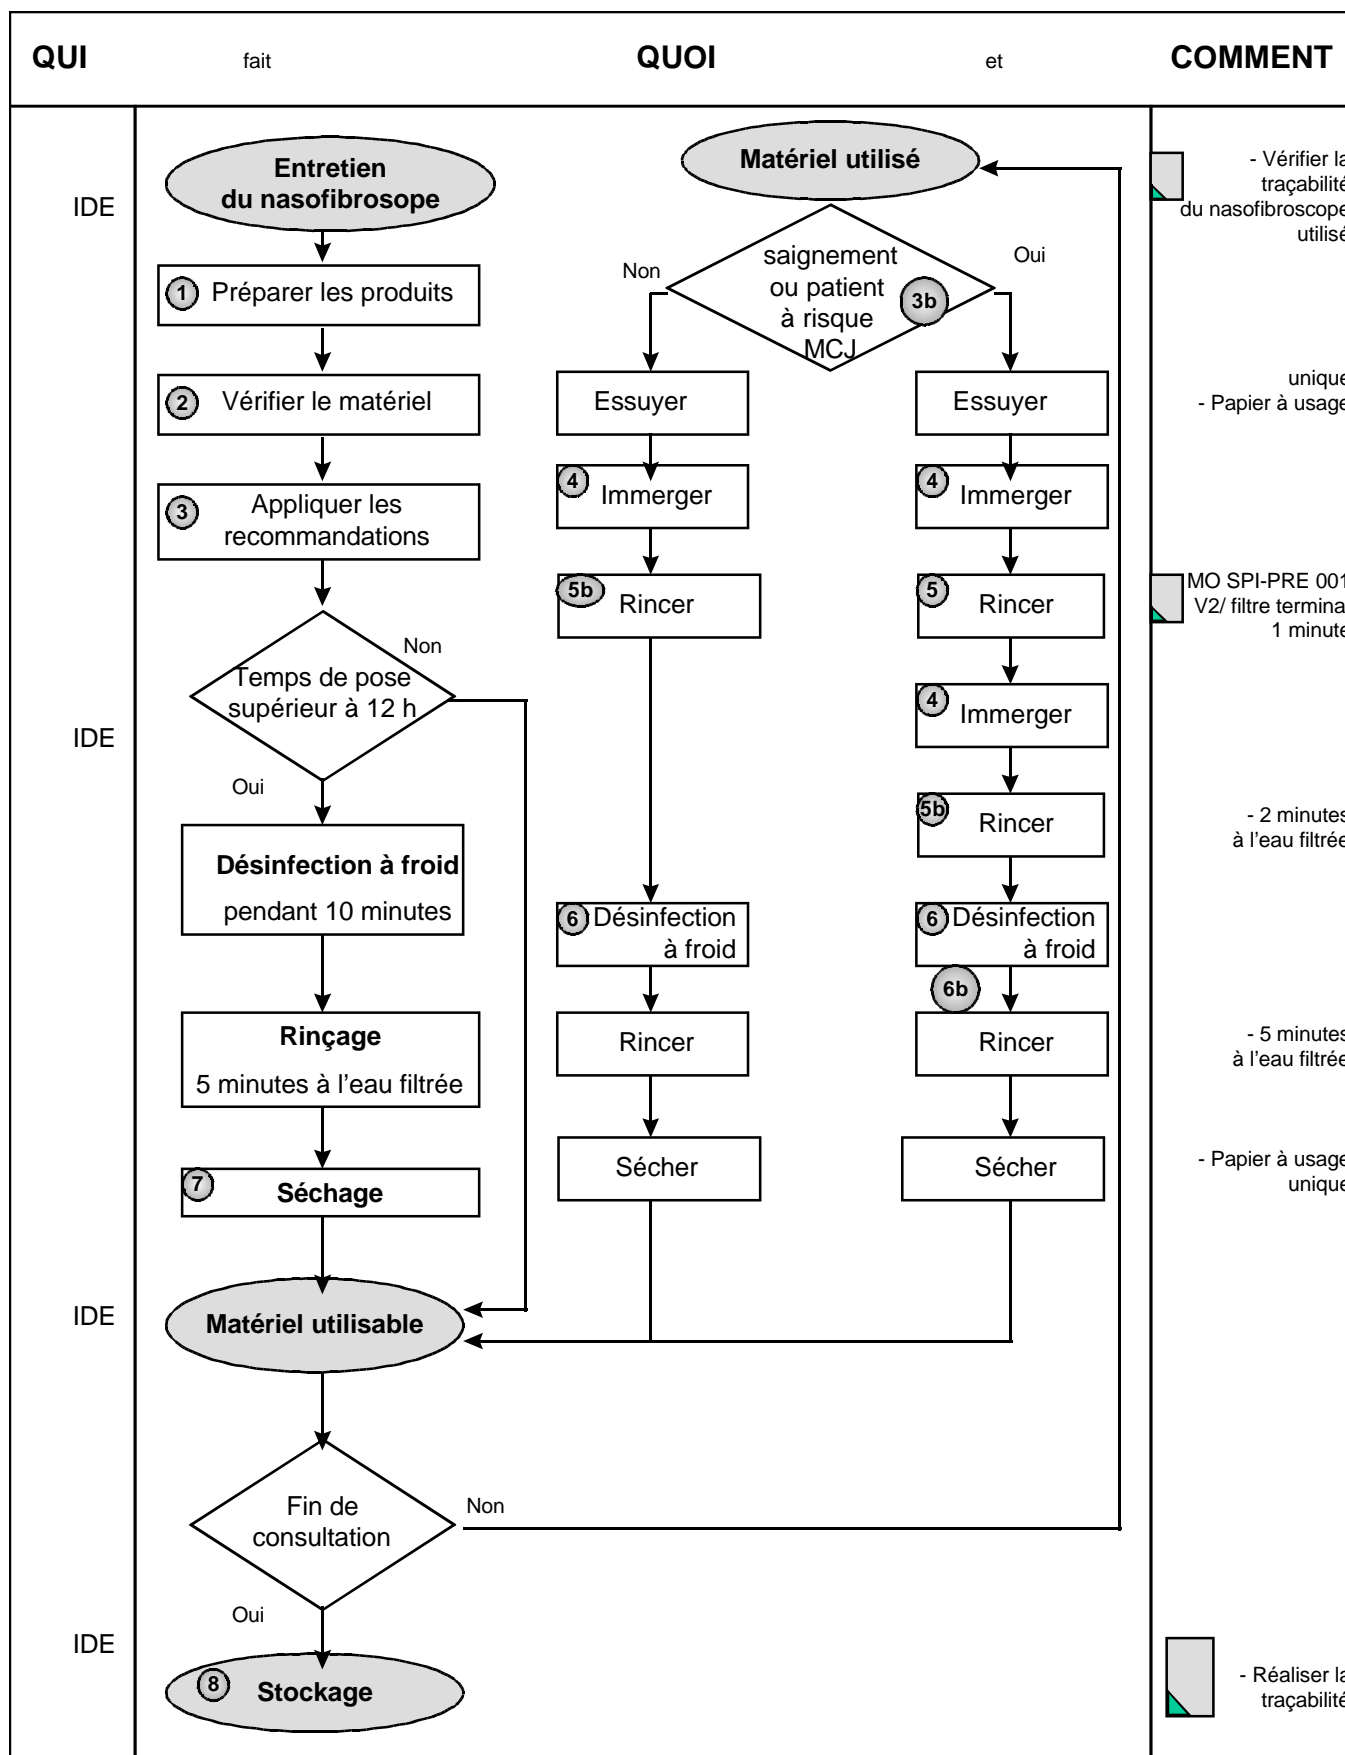 QUI fait QUOI et COMMENT
IDE
Entretien
du nasofibrosope
1 Préparer les produits
2 Vérifier le matériel
3 Appliquer les
recommandations
Non
Temps de pose
supérieur à 12 h
IDE
Oui
Désinfection à froid
pendant 10 minutes
Rinçage
5 minutes à l'eau filtrée
7 Séchage
IDE
Matériel utilisable
Fin de
consultation
Non
Oui
IDE
8 Stockage
Matériel utilisé
Non
saignement
ou patient
à risque
MCJ
3b
Oui
Essuyer
4 Immerger
5b Rincer
6 Désinfection
à froid
Rincer
Sécher
Essuyer
4 Immerger
5 Rincer
4 Immerger
5b Rincer
6 Désinfection
à froid
6b
Rincer
Sécher
- Vérifier la
traçabilité
du nasofibroscope
utilisé
unique
- Papier à usage
MO SPI-PRE 001
V2/ filtre termina
1 minute
- 2 minutes
à l'eau filtrée
- 5 minutes
à l'eau filtrée
- Papier à usage
unique
- Réaliser la
traçabilité